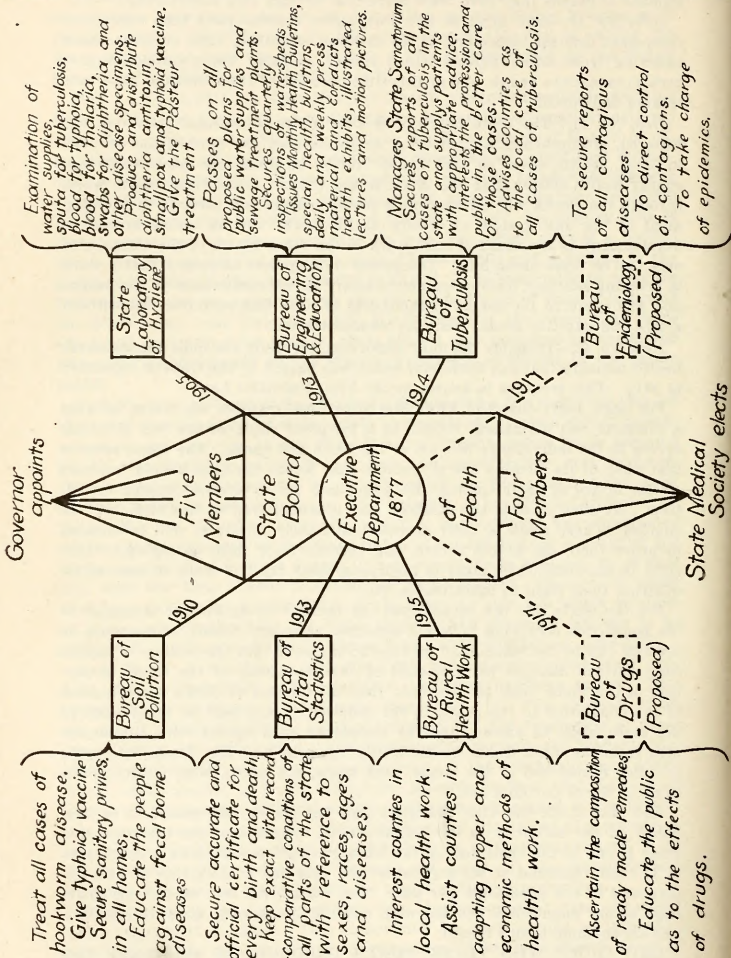 Governor
appoints
Five
Members
State
Board
Executive
Department
1877
of
Health
Four
Members
State Medical
Society elects
1910
Bureau of
Soil
Pollution
Treat all cases of
hookworm disease.
Give typhoid vaccine
Secure sanitary privies,
in all homes,
Educate the people
against fecal borne
diseases
1913
Bureau of
Vital
Statistics
Secure accurate and
official certificate for
every birth and death,
Keep exact vital record
comparative conditions of
all parts of the state
with reference to
sexes, races, ages
and diseases.
1915
Bureau of
Rural
Health Work
Interest counties in
local health work.
Assist counties in
adopting proper and
economic methods of
health work.
1917
Bureau
of
Drugs
(Proposed)
Ascertain the composition
of ready made remedies
Educate the public
as to the effects
of drugs.
1905
State
Laboratory
of Hygiene
Examination of
water supplies,
sputa for tuberculosis,
blood for typhoid,
blood for malaria,
swabs for diphtheria and
other disease specimens.
Produce and distribute
diphtheria antitoxin,
smallpox and typhoid vaccine.
Give the Pasteur
treatment
1913
Bureau of
Engineering
& Education
Passes on all
proposed plans for
public water supplies and
sewage treatment plants.
Secures quarterly
inspections of watersheds
Issues Monthly Health Bulletins,
special health bulletins,
daily and weekly press
material and conducts
health exhibits, illustrated
lectures and motion pictures.
1914
Bureau
of
Tuberculosis
Manages State Sanatorium
Secures reports of all
cases of tuberculosis in the
state and supplys patients
with appropriate advice.
Interests the profession and
public in the better care
of those cases.
Advises counties as
to the local care of
all cases of tuberculosis.
1917
Bureau
of
Epidemiology
(Proposed)
To secure reports
of all contagious
diseases.
To direct control
of contagions.
To take charge
of epidemics.